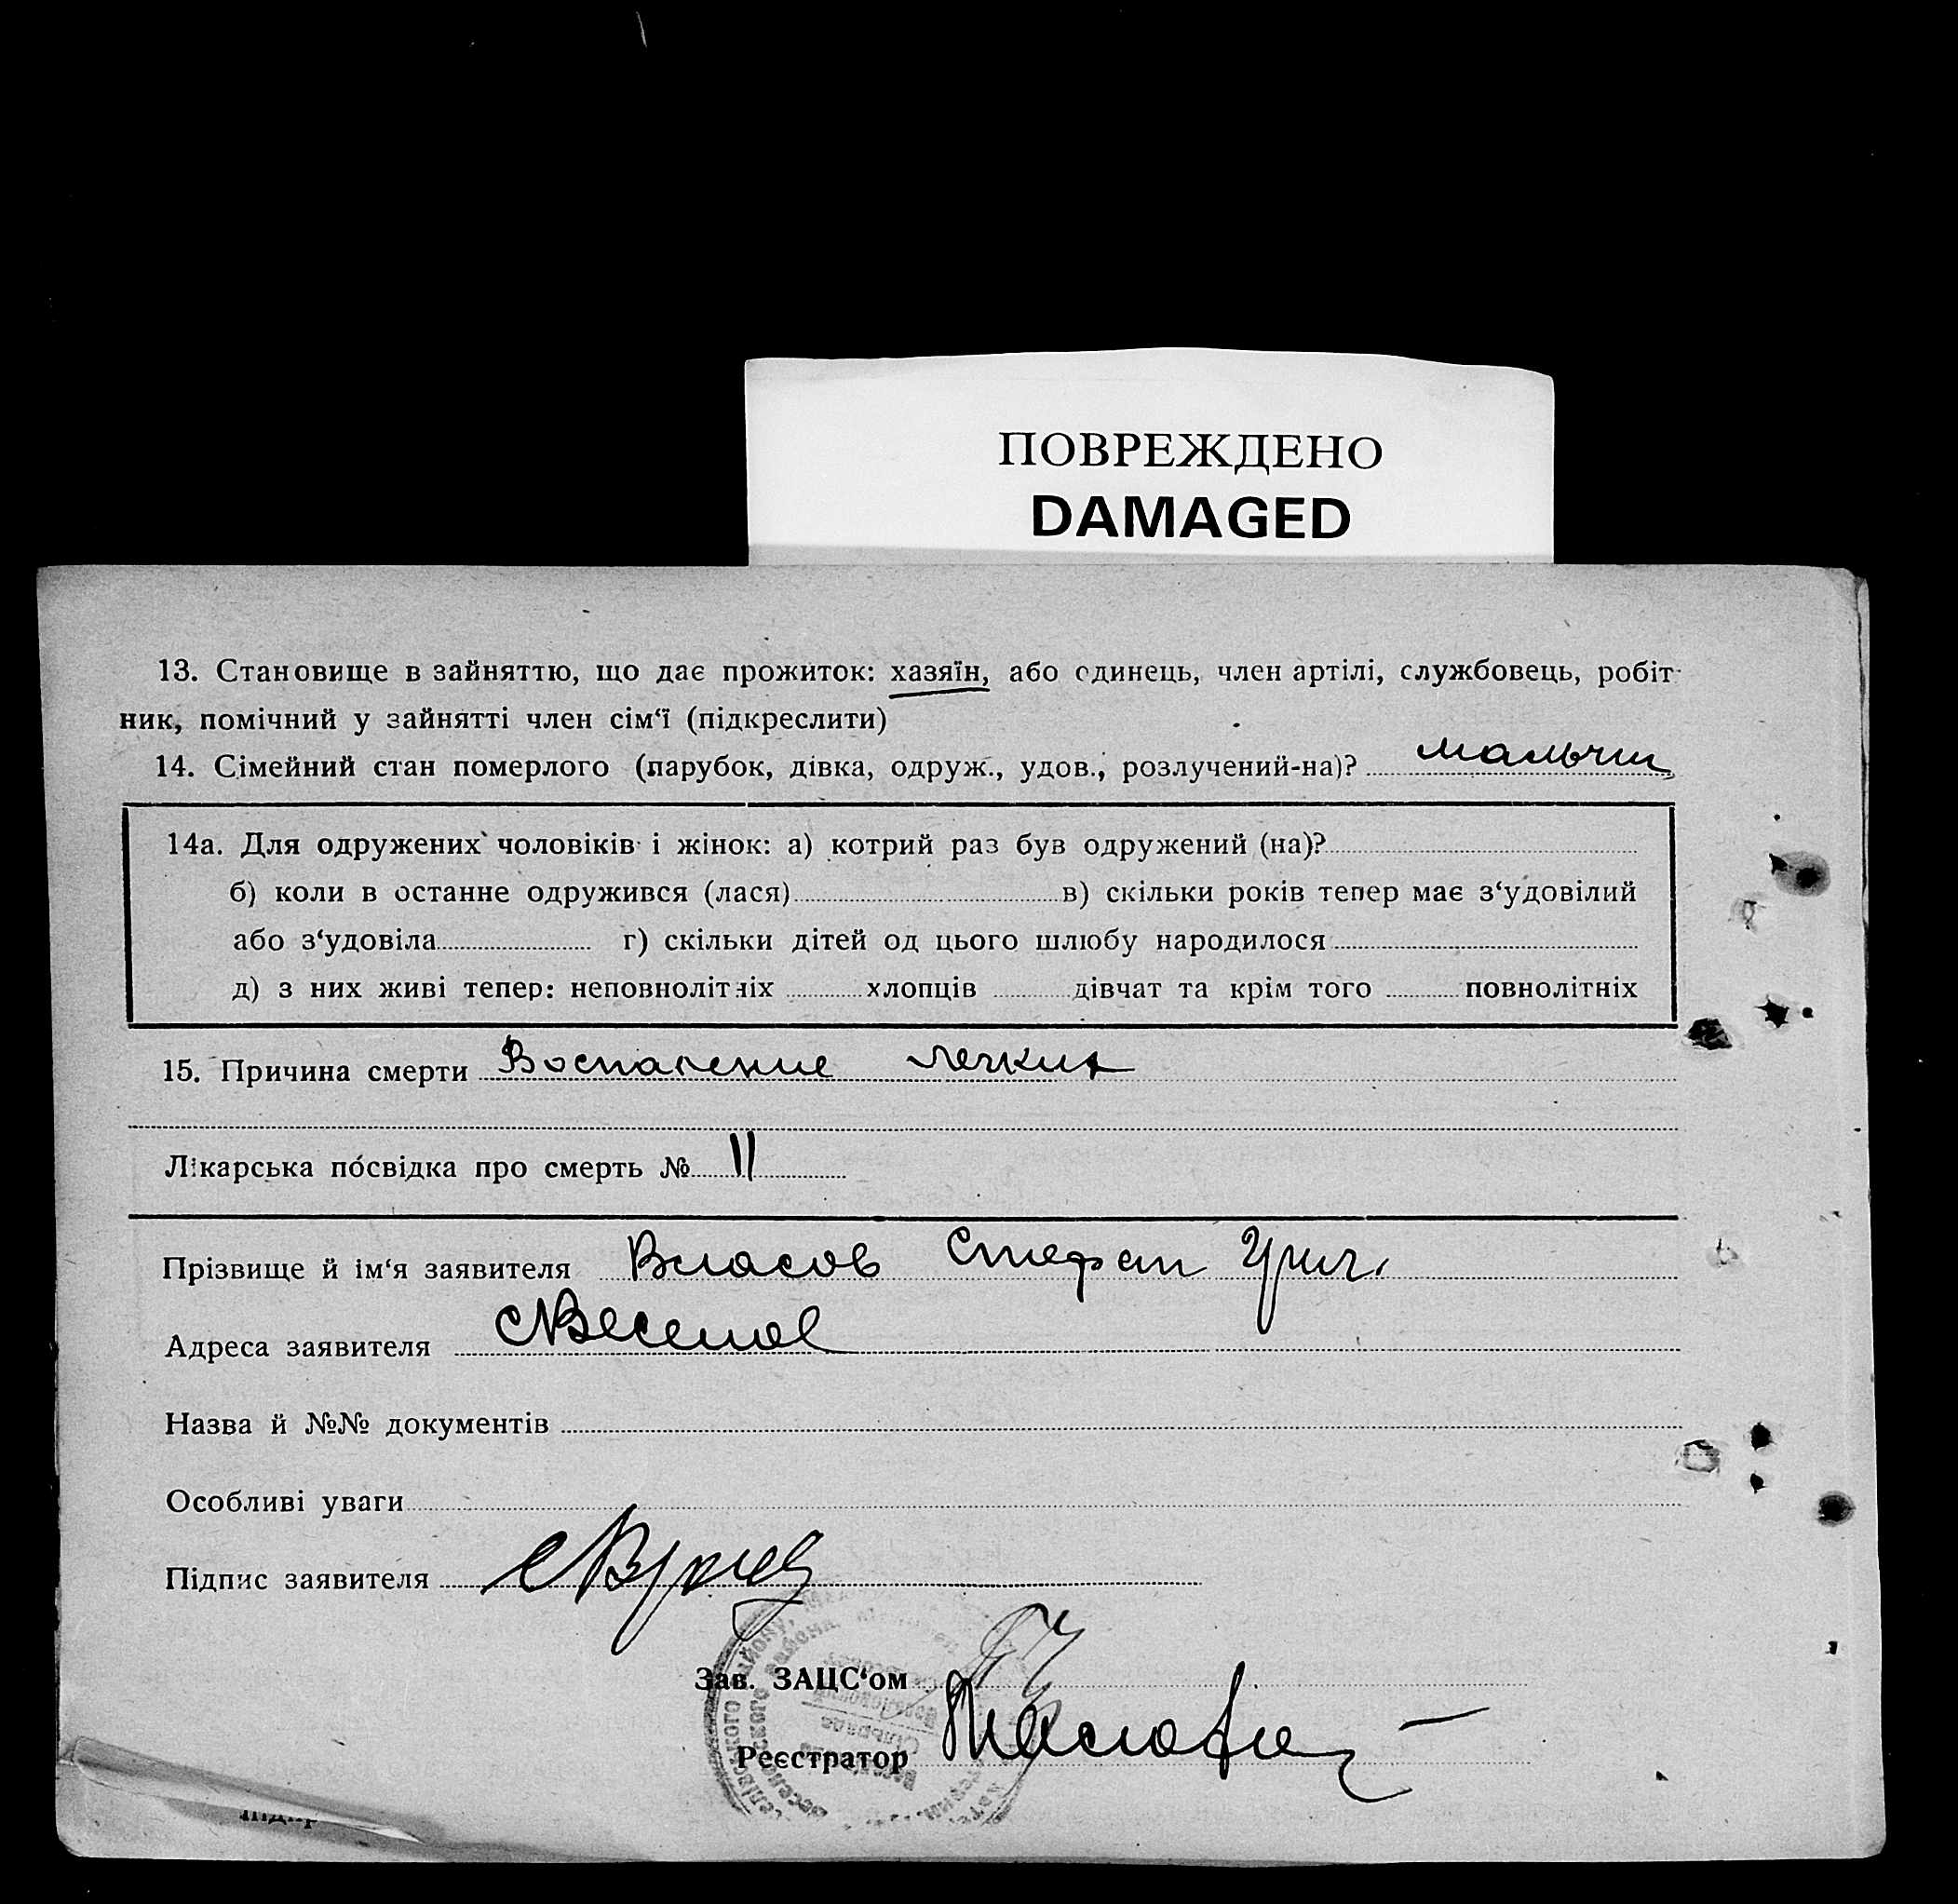 ПОВРЕЖДЕНО
DAMAGED
13. Становище в зайняттю, що дає прожиток: хазяїн, або одинець, член артілі, службовець, робіт-
ник, помічний у зайнятті член сім‘ї (підкреслити)
14. Сімейний стан померлого (парубок, дівка, одруж., удов., розлучений-на)?
14а. Для одружених чоловіків і жінок: а) котрий раз був одружений (на)?
б) коли в останне одружився (лася) в) скільки років тепер має з‘удовілий
або з‘удовіла г) скільки дітей од цього шлюбу народилося
д) з них живі тепер: неповнолітніх хлопців дівчат та крім того повнолітніх
15. Причина смерти Воспаление легких
Лікарська посвідка про смерть № 11
Прізвище й ім‘я заявителя Власов Стефан Григ.
Адреса заявителя с Веселое
Назва й №№ документів
Особливі уваги
Підпис заявителя
Зав. ЗАЦС‘ом
Реєстратор